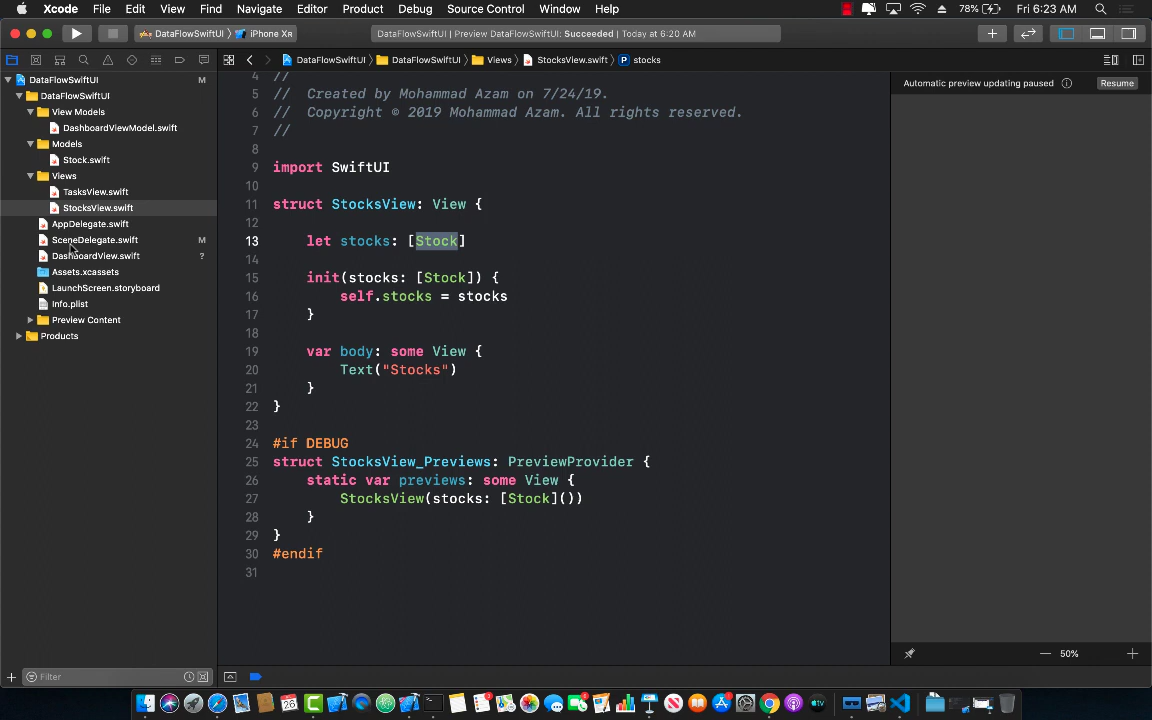 Xcode File Edit View Find Navigate Editor Product Debug Source Control Window Help 78% Fri 6:23 AM
DataFlowSwiftUI iPhone XR DataFlowSwiftUI | Preview DataFlowSwiftUI: Succeeded | Today at 6:20 AM
DataFlowSwiftUI DataFlowSwiftUI Views StocksView.swift P stocks
DataFlowSwiftUI M
DataFlowSwiftUI
View Models
DashboardViewModel.swift
Models
Stock.swift
Views
TasksView.swift
StocksView.swift
AppDelegate.swift
SceneDelegate.swift M
DashboardView.swift ?
Assets.xcassets
LaunchScreen.storyboard
Info.plist
Preview Content
Products
Filter
4 //
5 // Created by Mohammad Azam on 7/24/19.
6 // Copyright © 2019 Mohammad Azam. All rights reserved.
7 //
8
9 import SwiftUI
10
11 struct StocksView: View {
12
13 let stocks: [Stock]
14
15 init(stocks: [Stock]) {
16 self.stocks = stocks
17 }
18
19 var body: some View {
20 Text("Stocks")
21 }
22 }
23
24 #if DEBUG
25 struct StocksView_Previews: PreviewProvider {
26 static var previews: some View {
27 StocksView(stocks: [Stock]())
28 }
29 }
30 #endif
31
Automatic preview updating paused Resume
50%